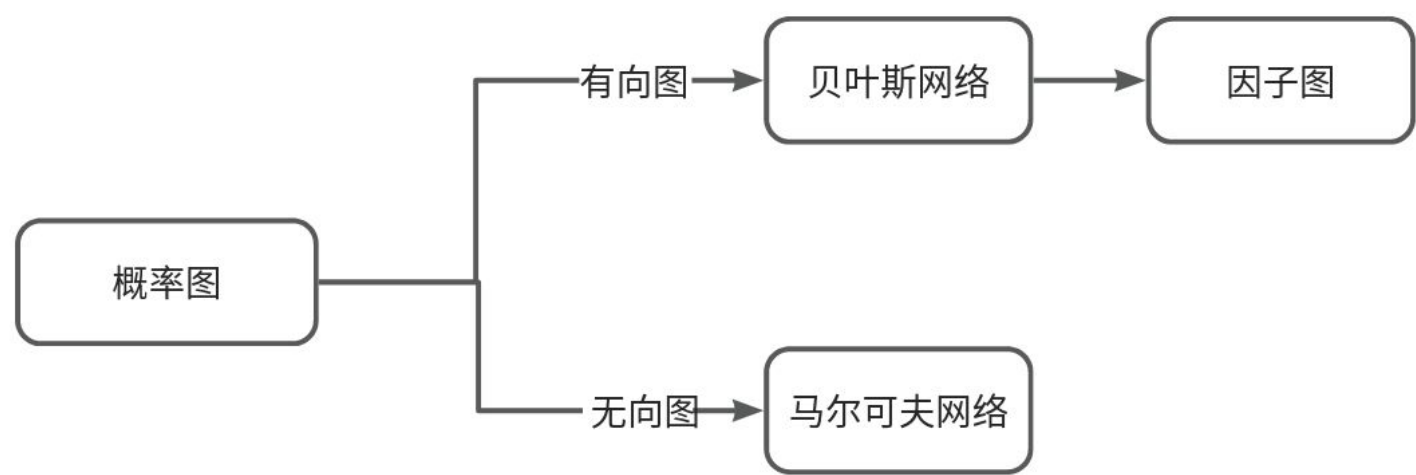 有向图
贝叶斯网络
因子图
概率图
无向图
马尔可夫网络